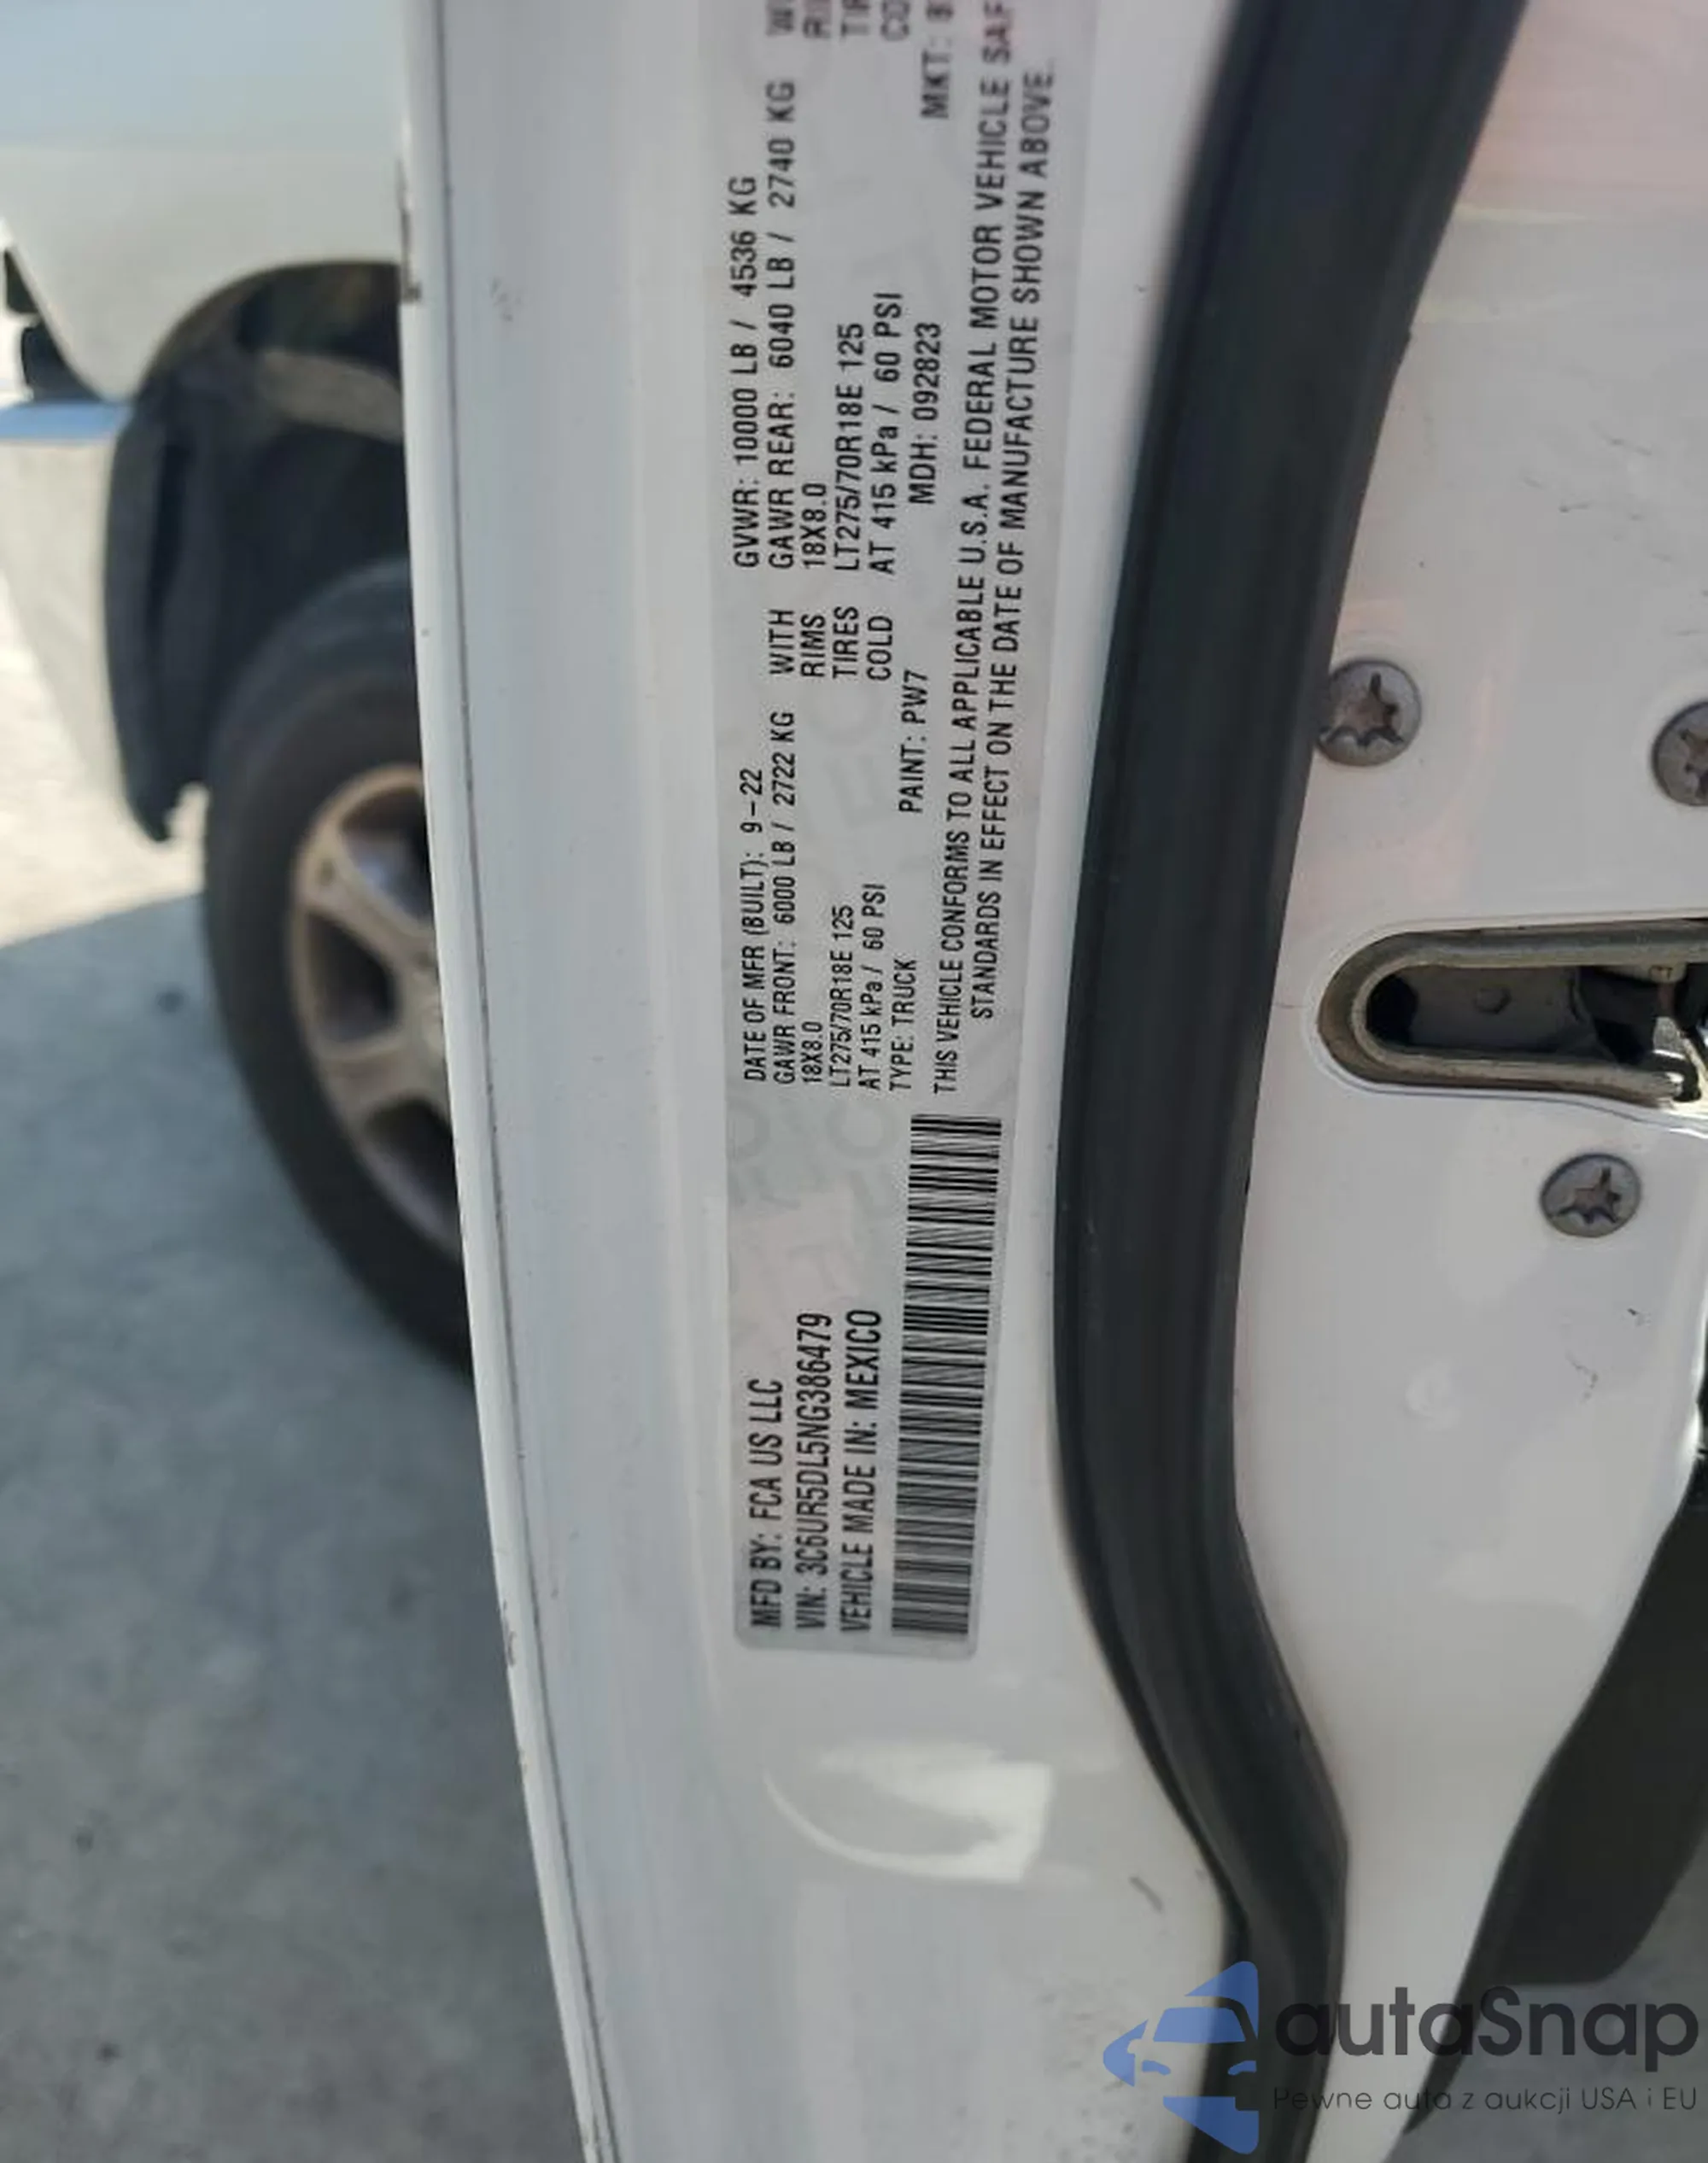 MFD BY: FCA US LLC
VIN: 3C6UR5DL5NG386479
VEHICLE MADE IN: MEXICO
DATE OF MFR (BUILT): 9-22 GVWR: 10000 LB / 4536 KG
GAWR FRONT: 6000 LB / 2722 KG WITH GAWR REAR: 6040 LB / 2740 KG
18X8.0 RIMS 18X8.0
LT275/70R18E 125 TIRES LT275/70R18E 125
AT 415 kPa / 60 PSI COLD AT 415 kPa / 60 PSI
TYPE: TRUCK PAINT: PW7 MDH: 092823 MKT:
THIS VEHICLE CONFORMS TO ALL APPLICABLE U.S.A. FEDERAL MOTOR VEHICLE SAF
STANDARDS IN EFFECT ON THE DATE OF MANUFACTURE SHOWN ABOVE.
autaSnap
Pewne auta z aukcji USA i EU